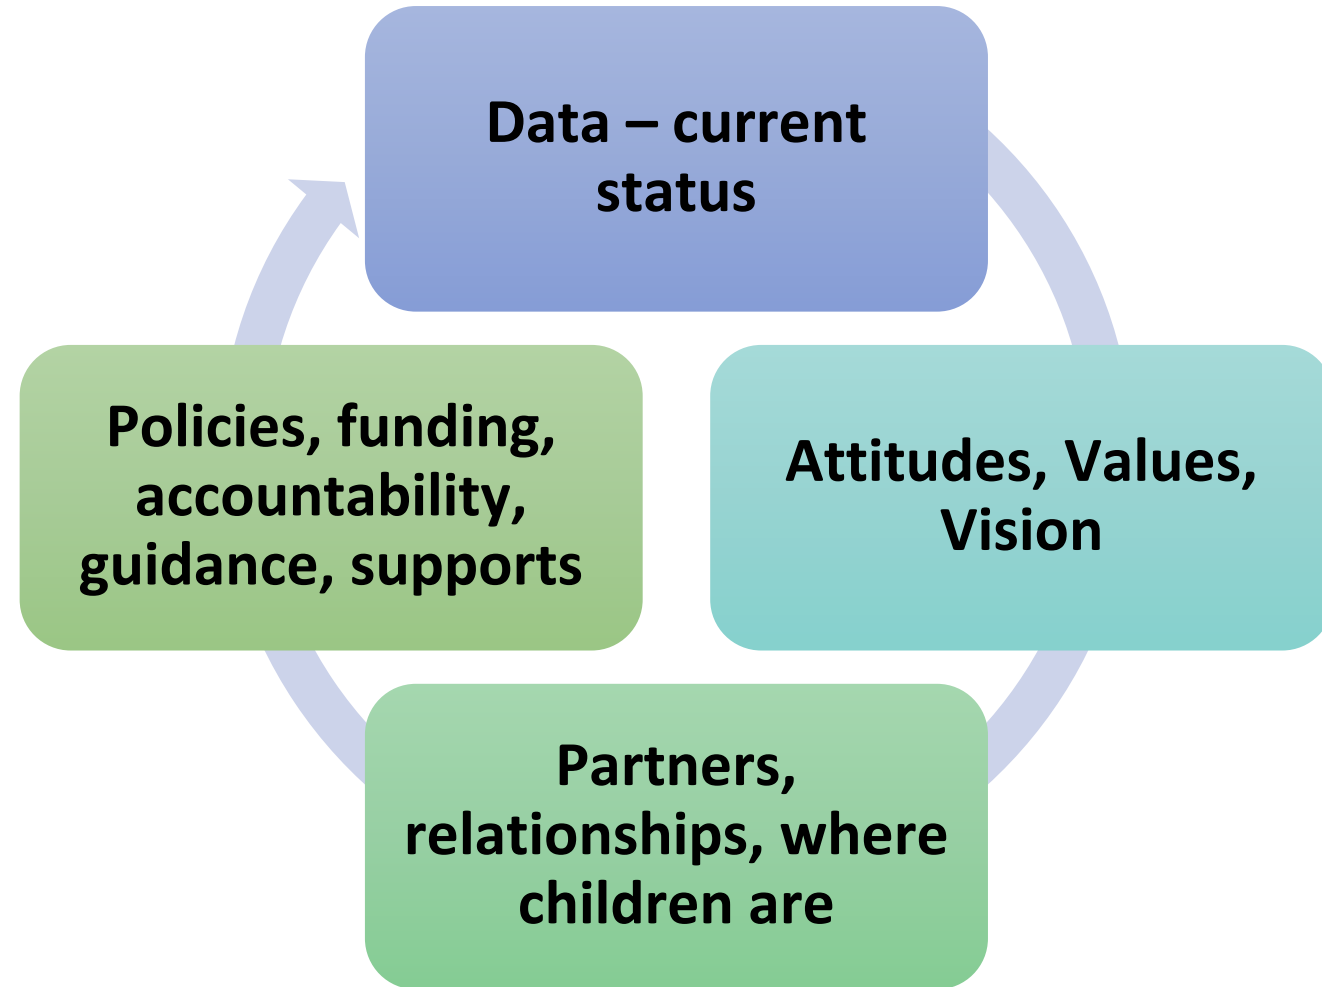 Data – current
status
Attitudes, Values,
Vision
Partners,
relationships, where
children are
Policies, funding,
accountability,
guidance, supports